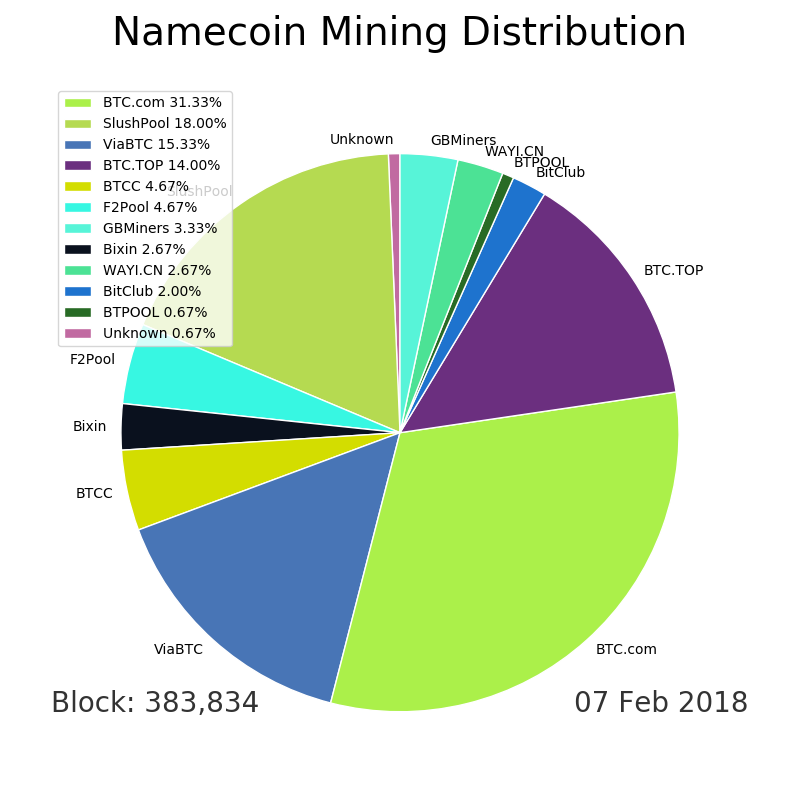 Namecoin Mining Distribution
BTC.com 31.33%
SlushPool 18.00%
ViaBTC 15.33%
BTC.TOP 14.00%
BTCC 4.67%
F2Pool 4.67%
GBMiners 3.33%
Bixin 2.67%
WAYI.CN 2.67%
BitClub 2.00%
BTPOOL 0.67%
Unknown 0.67%
Unknown
GBMiners
WAYI.CN
BTPOOL
BitClub
SlushPool
BTC.TOP
F2Pool
Bixin
BTCC
ViaBTC
BTC.com
Block: 383,834
07 Feb 2018